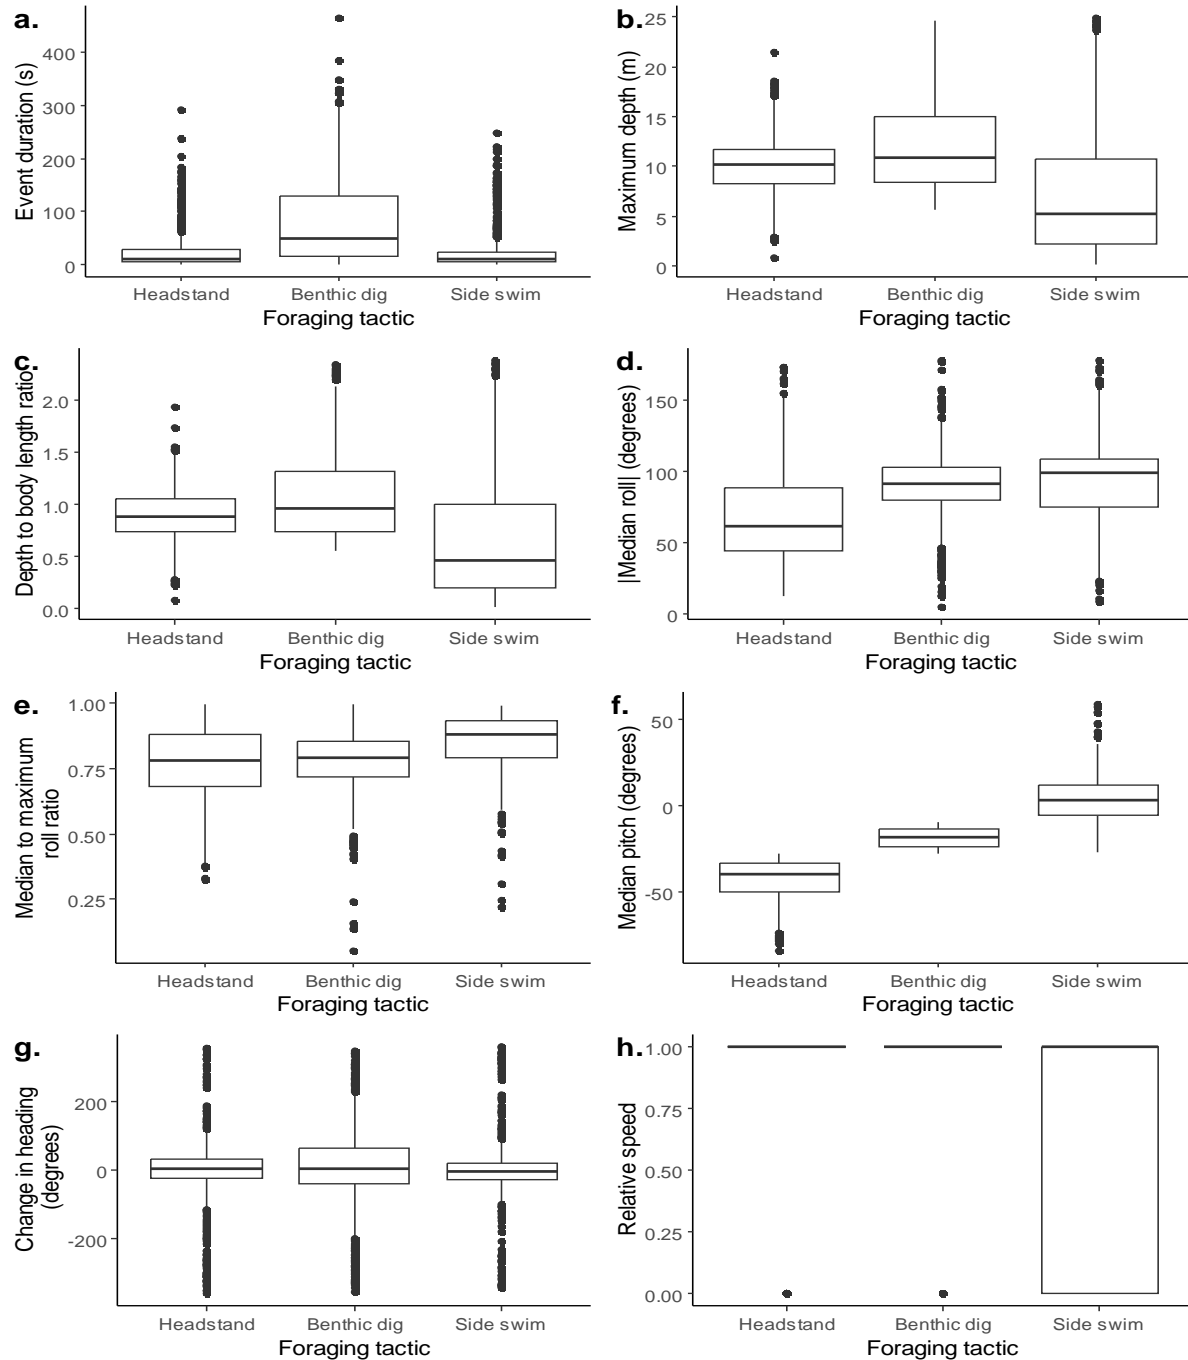 a.
Event duration (s)
400
300
200
100
0
Headstand Benthic dig Side swim
Foraging tactic
b.
Maximum depth (m)
25
20
15
10
5
0
Headstand Benthic dig Side swim
Foraging tactic
c.
Depth to body length ratio
2.0
1.5
1.0
0.5
0.0
Headstand Benthic dig Side swim
Foraging tactic
d.
|Median roll| (degrees)
150
100
50
0
Headstand Benthic dig Side swim
Foraging tactic
e.
Median to maximum
roll ratio
1.00
0.75
0.50
0.25
Headstand Benthic dig Side swim
Foraging tactic
f.
Median pitch (degrees)
50
0
-50
Headstand Benthic dig Side swim
Foraging tactic
g.
Change in heading
(degrees)
200
0
-200
Headstand Benthic dig Side swim
Foraging tactic
h.
Relative speed
1.00
0.75
0.50
0.25
0.00
Headstand Benthic dig Side swim
Foraging tactic